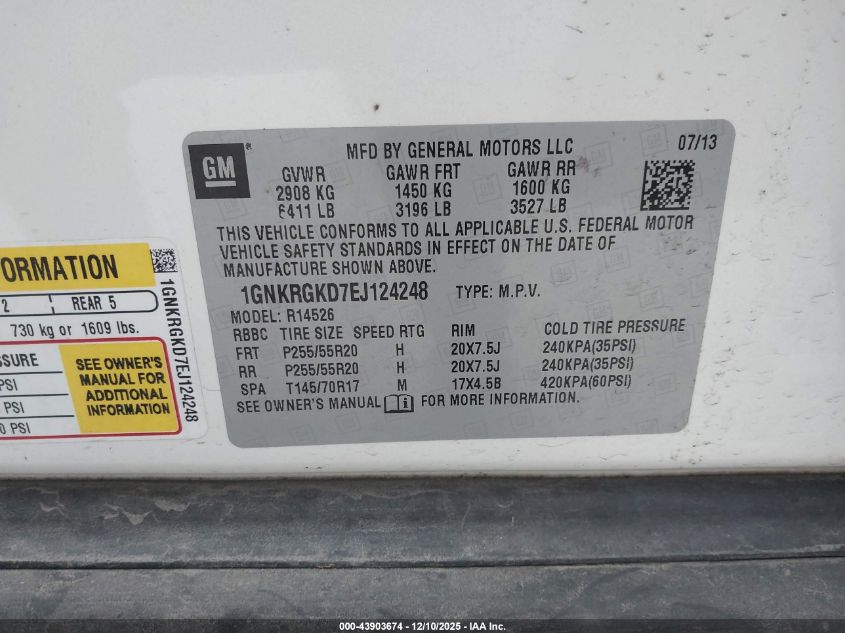 GM
MFD BY GENERAL MOTORS LLC 07/13
GVWR GAWR FRT GAWR RR
2908 KG 1450 KG 1600 KG
6411 LB 3196 LB 3527 LB
THIS VEHICLE CONFORMS TO ALL APPLICABLE U.S. FEDERAL MOTOR
VEHICLE SAFETY STANDARDS IN EFFECT ON THE DATE OF
MANUFACTURE SHOWN ABOVE.
1GNKRGKD7EJ124248 TYPE: M.P.V.
MODEL: R14526
RBBC TIRE SIZE SPEED RTG RIM COLD TIRE PRESSURE
FRT P255/55R20 H 20X7.5J 240KPA(35PSI)
RR P255/55R20 H 20X7.5J 240KPA(35PSI)
SPA T145/70R17 M 17X4.5B 420KPA(60PSI)
SEE OWNER'S MANUAL i FOR MORE INFORMATION.
ORMATION
2 REAR 5
730 kg or 1609 lbs.
SSURE
PSI
PSI
0 PSI
SEE OWNER'S
MANUAL FOR
ADDITIONAL
INFORMATION
1GNKRGKD7EJ124248
000-43903674 - 12/10/2025 - IAA Inc.